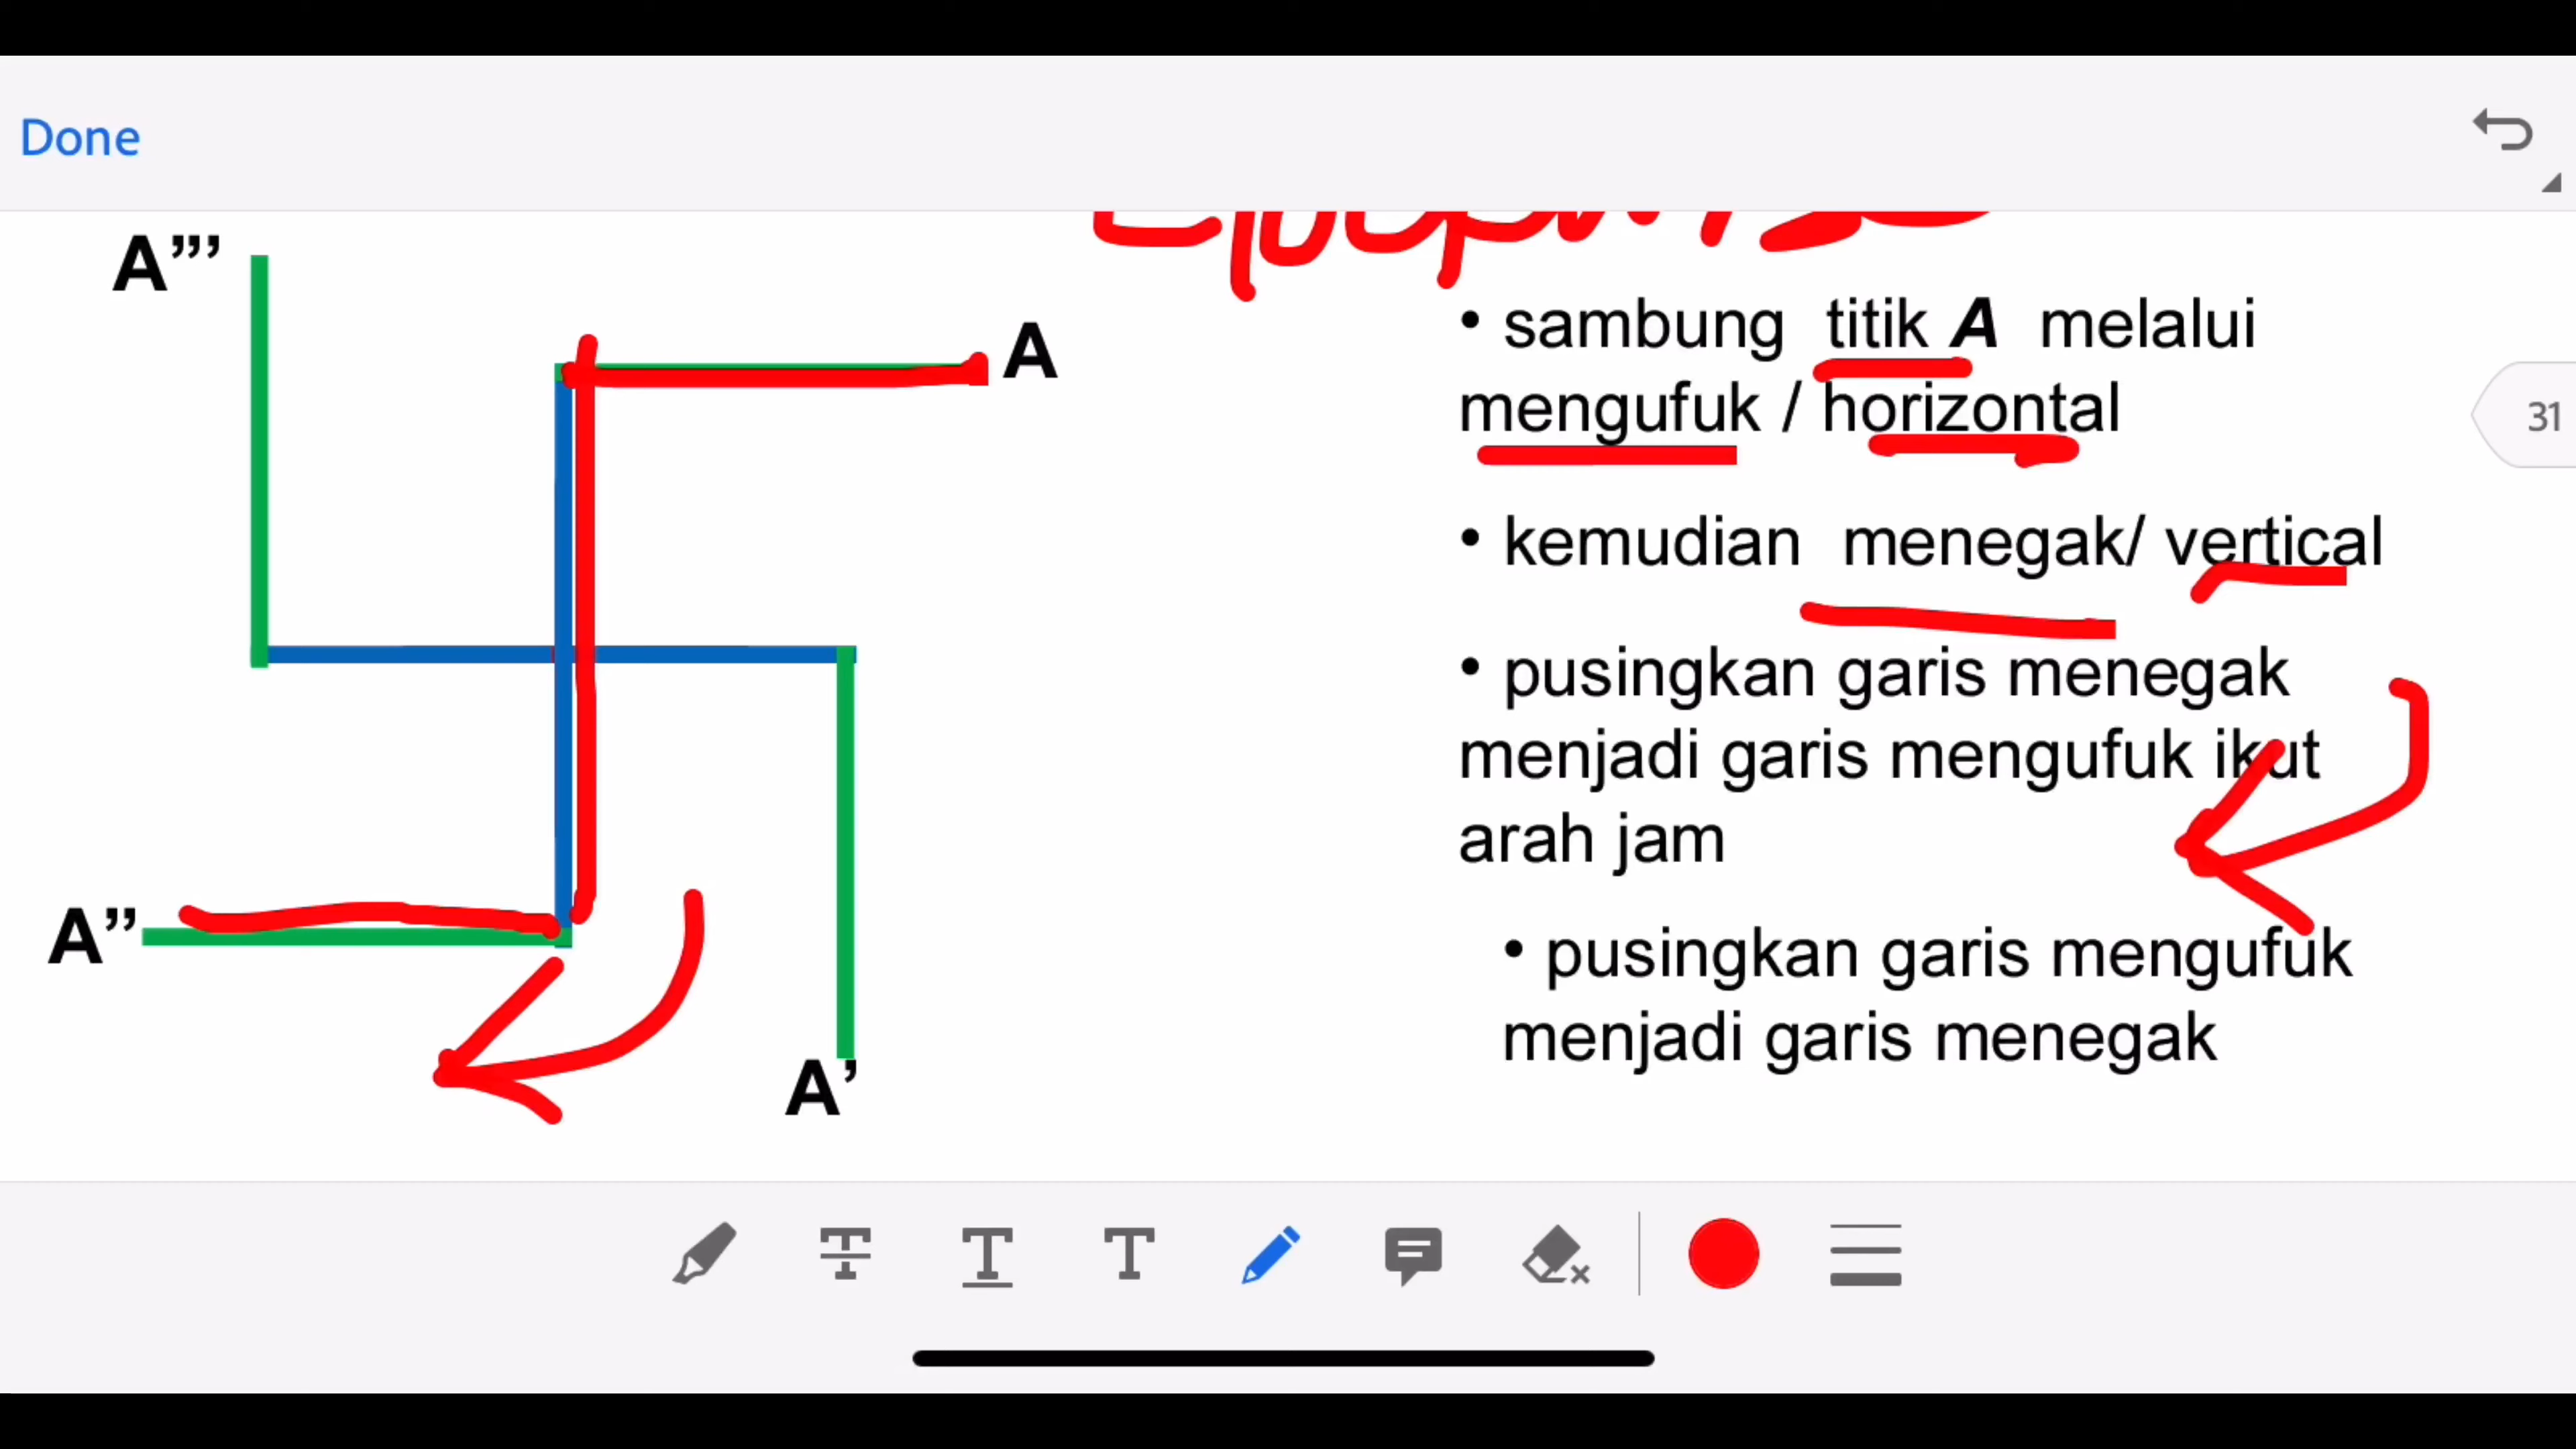 Done
A’’’
A
• sambung titik A melalui
mengufuk / horizontal
31
• kemudian menegak/ vertical
• pusingkan garis menegak
menjadi garis mengufuk ikut
arah jam
A’’
• pusingkan garis mengufuk
menjadi garis menegak
A’